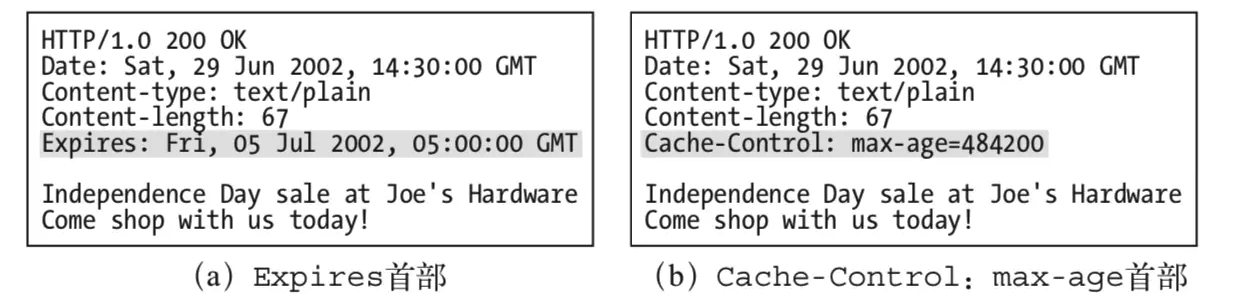 HTTP/1.0 200 OK
Date: Sat, 29 Jun 2002, 14:30:00 GMT
Content-type: text/plain
Content-length: 67
Expires: Fri, 05 Jul 2002, 05:00:00 GMT
Independence Day sale at Joe's Hardware
Come shop with us today!
(a) Expires首部
HTTP/1.0 200 OK
Date: Sat, 29 Jun 2002, 14:30:00 GMT
Content-type: text/plain
Content-length: 67
Cache-Control: max-age=484200
Independence Day sale at Joe's Hardware
Come shop with us today!
(b) Cache-Control: max-age首部